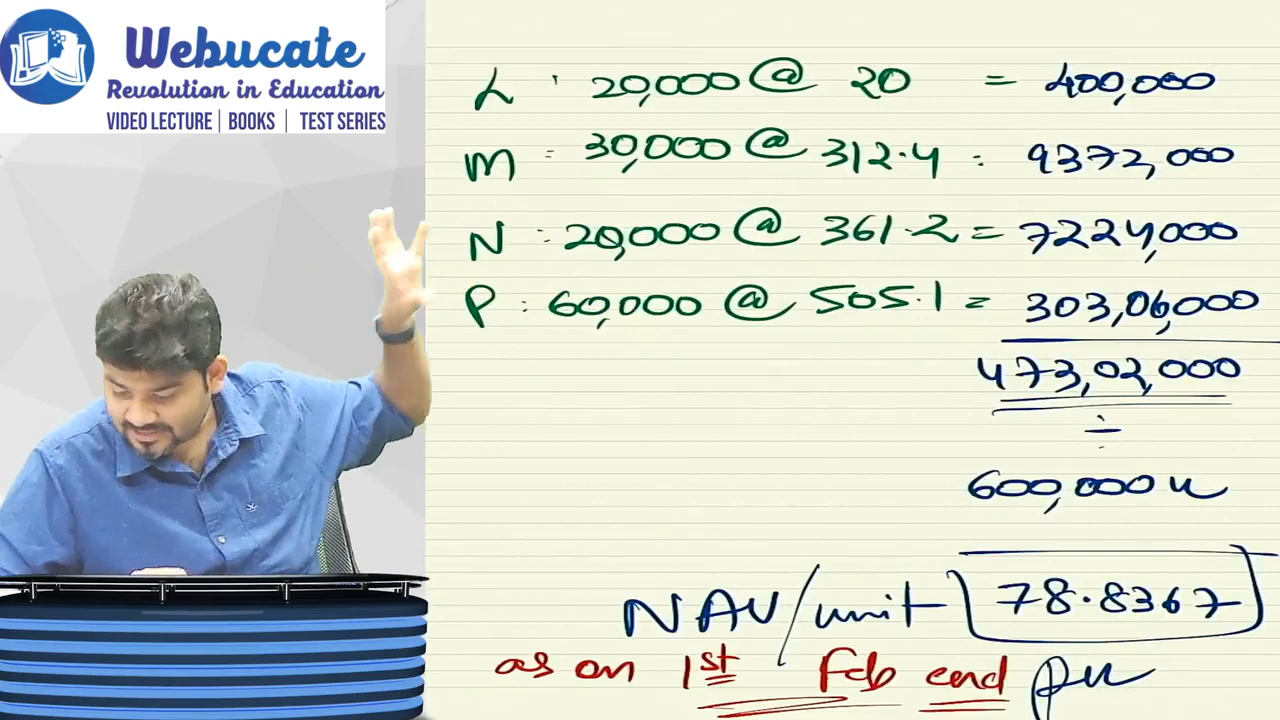 Webucate
Revolution in Education
VIDEO LECTURE | BOOKS | TEST SERIES
L : 20,000 @ 20 = 400,000
M : 30,000 @ 312.4 = 9372,000
N : 20,000 @ 361.2 = 7224,000
P : 60,000 @ 505.1 = 303,06,000
473,02,000
÷
600,000 u
NAV/unit 78.8367
as on 1st Feb end pu